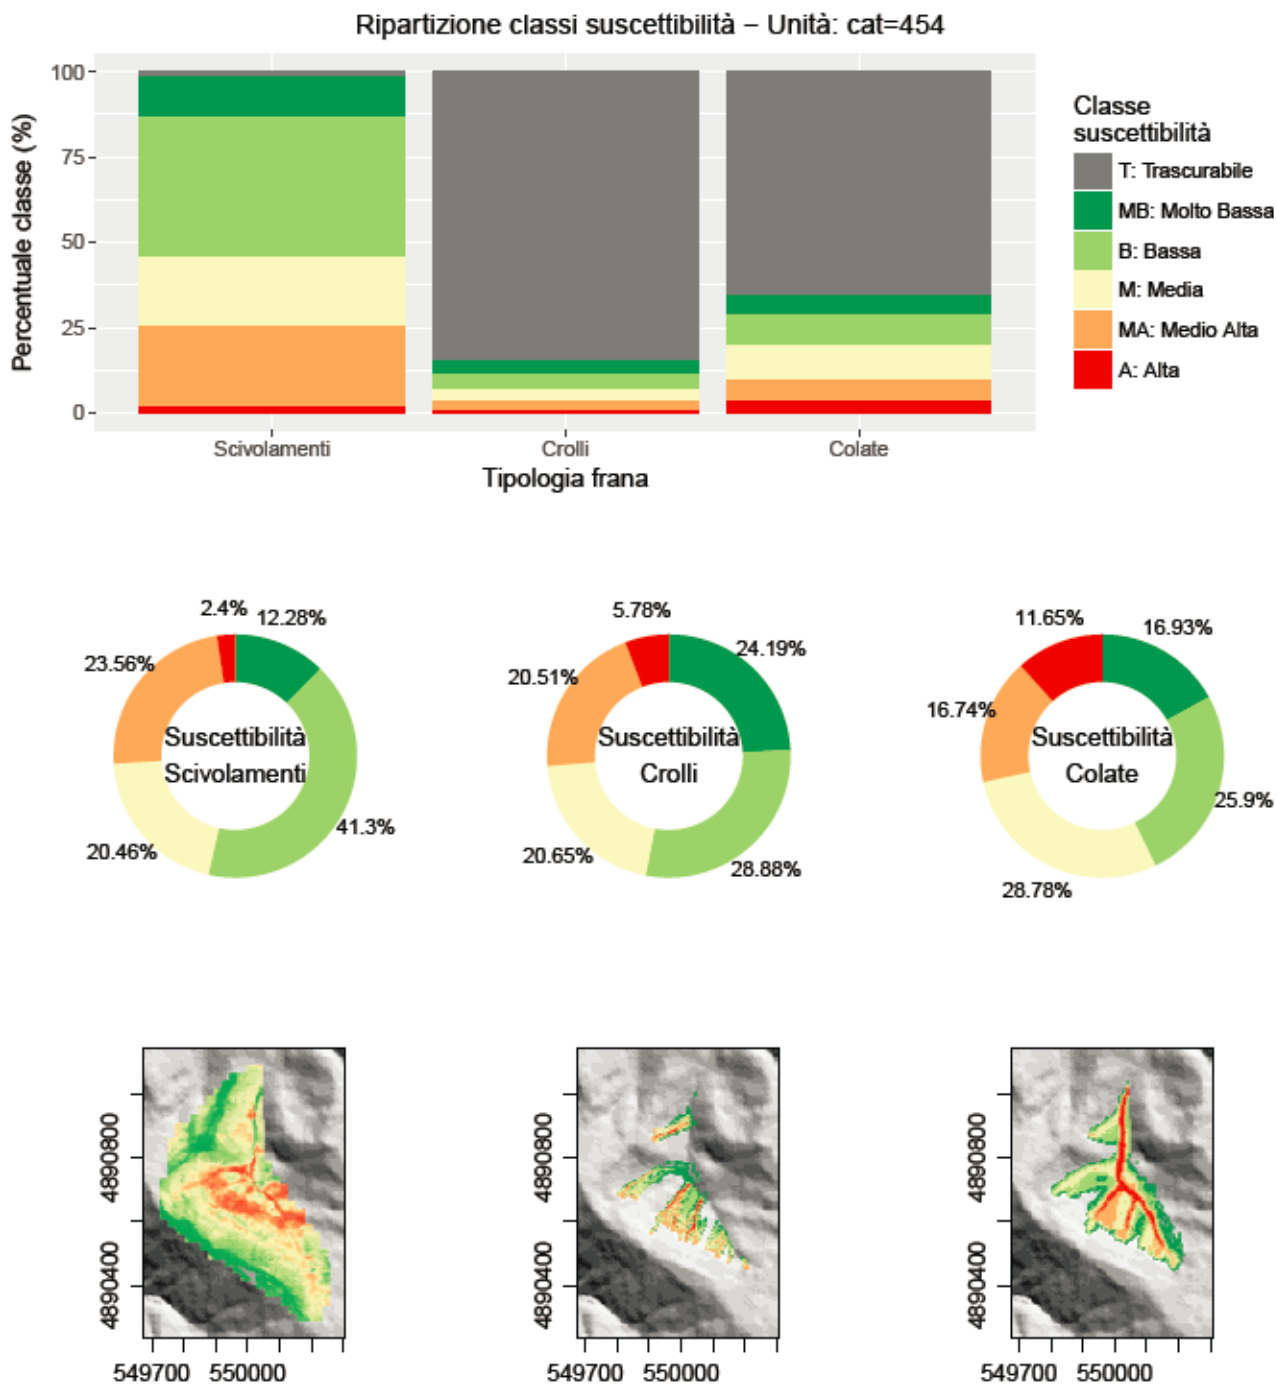 Ripartizione classi suscettibilità – Unità: cat=454
Percentuale classe (%)
100
75
50
25
0
Scivolamenti
Crolli
Colate
Tipologia frana
Classe
suscettibilità
T: Trascurabile
MB: Molto Bassa
B: Bassa
M: Media
MA: Medio Alta
A: Alta
2.4%
12.28%
23.56%
Suscettibilità
Scivolamenti
41.3%
20.46%
5.78%
24.19%
20.51%
Suscettibilità
Crolli
20.65%
28.88%
11.65%
16.93%
16.74%
Suscettibilità
Colate
25.9%
28.78%
4890800
4890400
549700 550000
4890800
4890400
549700 550000
4890800
4890400
549700 550000